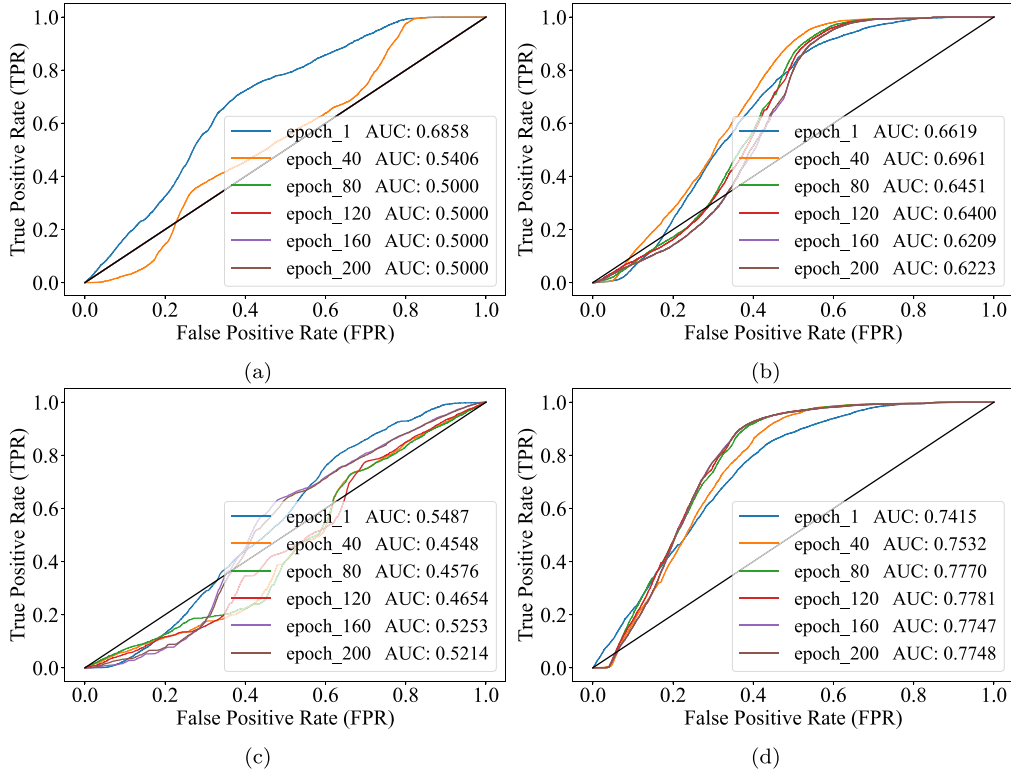 1.0
0.8
0.6
0.4
0.2
0.0
True Positive Rate (TPR)
epoch_1 AUC: 0.6858
epoch_40 AUC: 0.5406
epoch_80 AUC: 0.5000
epoch_120 AUC: 0.5000
epoch_160 AUC: 0.5000
epoch_200 AUC: 0.5000
0.0 0.2 0.4 0.6 0.8 1.0
False Positive Rate (FPR)
(a)
1.0
0.8
0.6
0.4
0.2
0.0
True Positive Rate (TPR)
epoch_1 AUC: 0.6619
epoch_40 AUC: 0.6961
epoch_80 AUC: 0.6451
epoch_120 AUC: 0.6400
epoch_160 AUC: 0.6209
epoch_200 AUC: 0.6223
0.0 0.2 0.4 0.6 0.8 1.0
False Positive Rate (FPR)
(b)
1.0
0.8
0.6
0.4
0.2
0.0
True Positive Rate (TPR)
epoch_1 AUC: 0.5487
epoch_40 AUC: 0.4548
epoch_80 AUC: 0.4576
epoch_120 AUC: 0.4654
epoch_160 AUC: 0.5253
epoch_200 AUC: 0.5214
0.0 0.2 0.4 0.6 0.8 1.0
False Positive Rate (FPR)
(c)
1.0
0.8
0.6
0.4
0.2
0.0
True Positive Rate (TPR)
epoch_1 AUC: 0.7415
epoch_40 AUC: 0.7532
epoch_80 AUC: 0.7770
epoch_120 AUC: 0.7781
epoch_160 AUC: 0.7747
epoch_200 AUC: 0.7748
0.0 0.2 0.4 0.6 0.8 1.0
False Positive Rate (FPR)
(d)